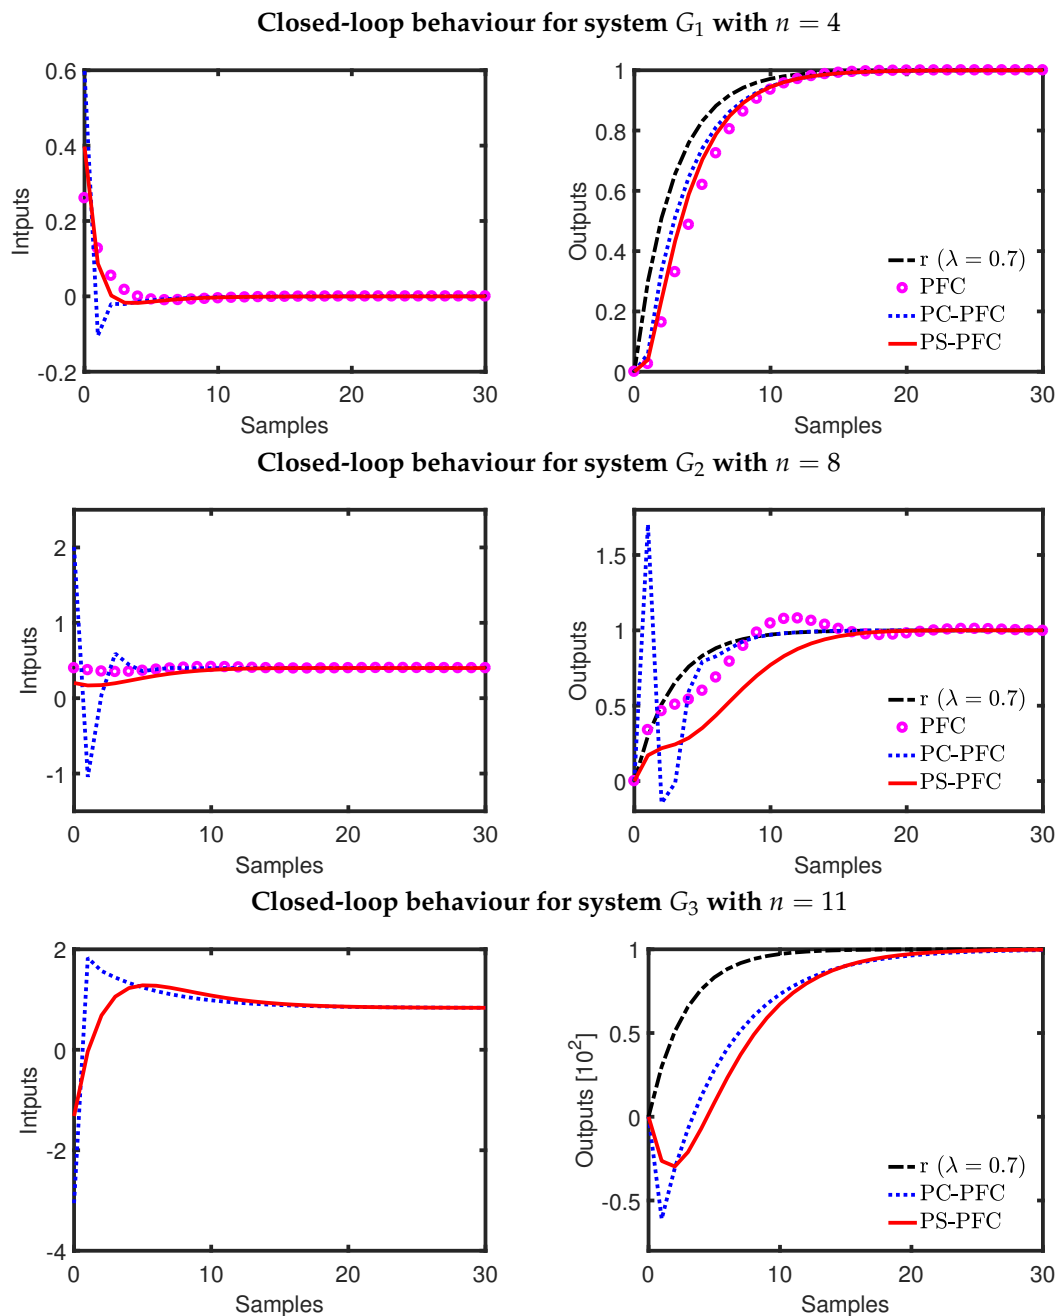 Closed-loop behaviour for system G1 with n = 4
0.6
0.4
0.2
0
-0.2
Intputs
0 10 20 30
Samples
1
0.8
0.6
0.4
0.2
0
Outputs
r (λ = 0.7)
PFC
PC-PFC
PS-PFC
0 10 20 30
Samples
Closed-loop behaviour for system G2 with n = 8
2
1
0
-1
Intputs
0 10 20 30
Samples
1.5
1
0.5
0
Outputs
r (λ = 0.7)
PFC
PC-PFC
PS-PFC
0 10 20 30
Samples
Closed-loop behaviour for system G3 with n = 11
2
0
-2
-4
Intputs
0 10 20 30
Samples
1
0.5
0
-0.5
Outputs [10^2]
r (λ = 0.7)
PC-PFC
PS-PFC
0 10 20 30
Samples